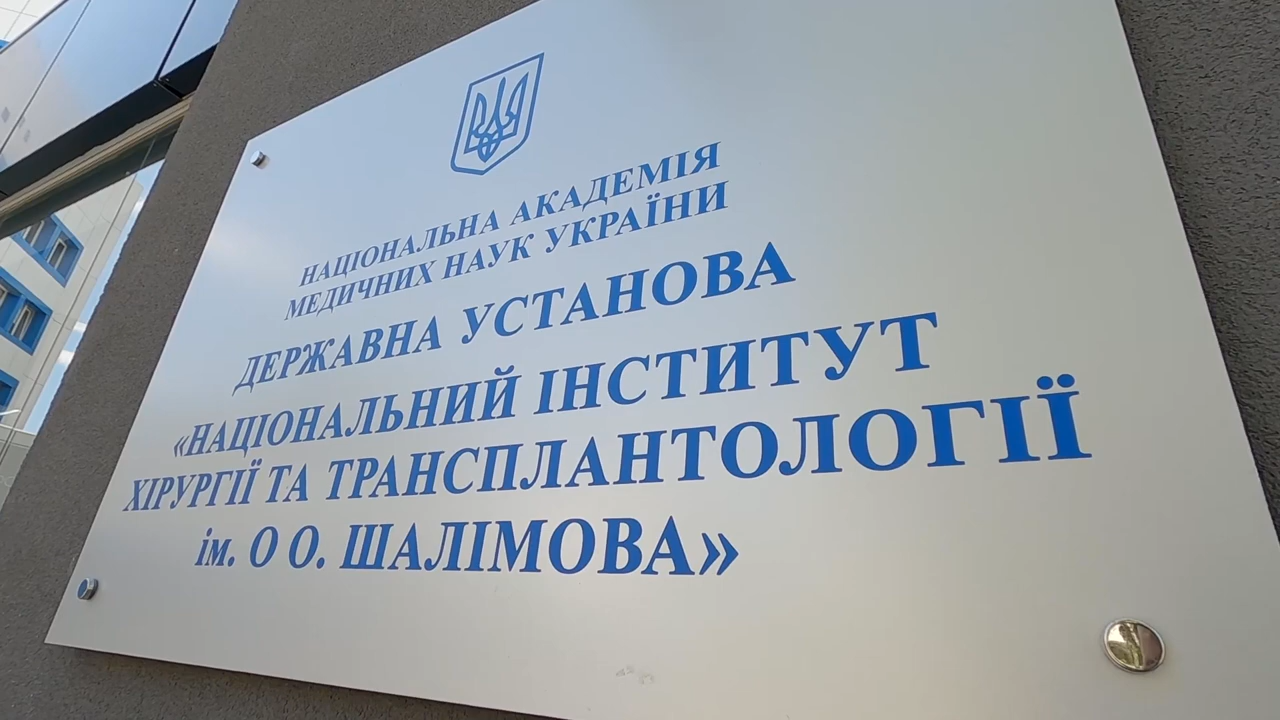 НАЦІОНАЛЬНА АКАДЕМІЯ
МЕДИЧНИХ НАУК УКРАЇНИ
ДЕРЖАВНА УСТАНОВА
«НАЦІОНАЛЬНИЙ ІНСТИТУТ
ХІРУРГІЇ ТА ТРАНСПЛАНТОЛОГІЇ
ім. О О. ШАЛІМОВА»